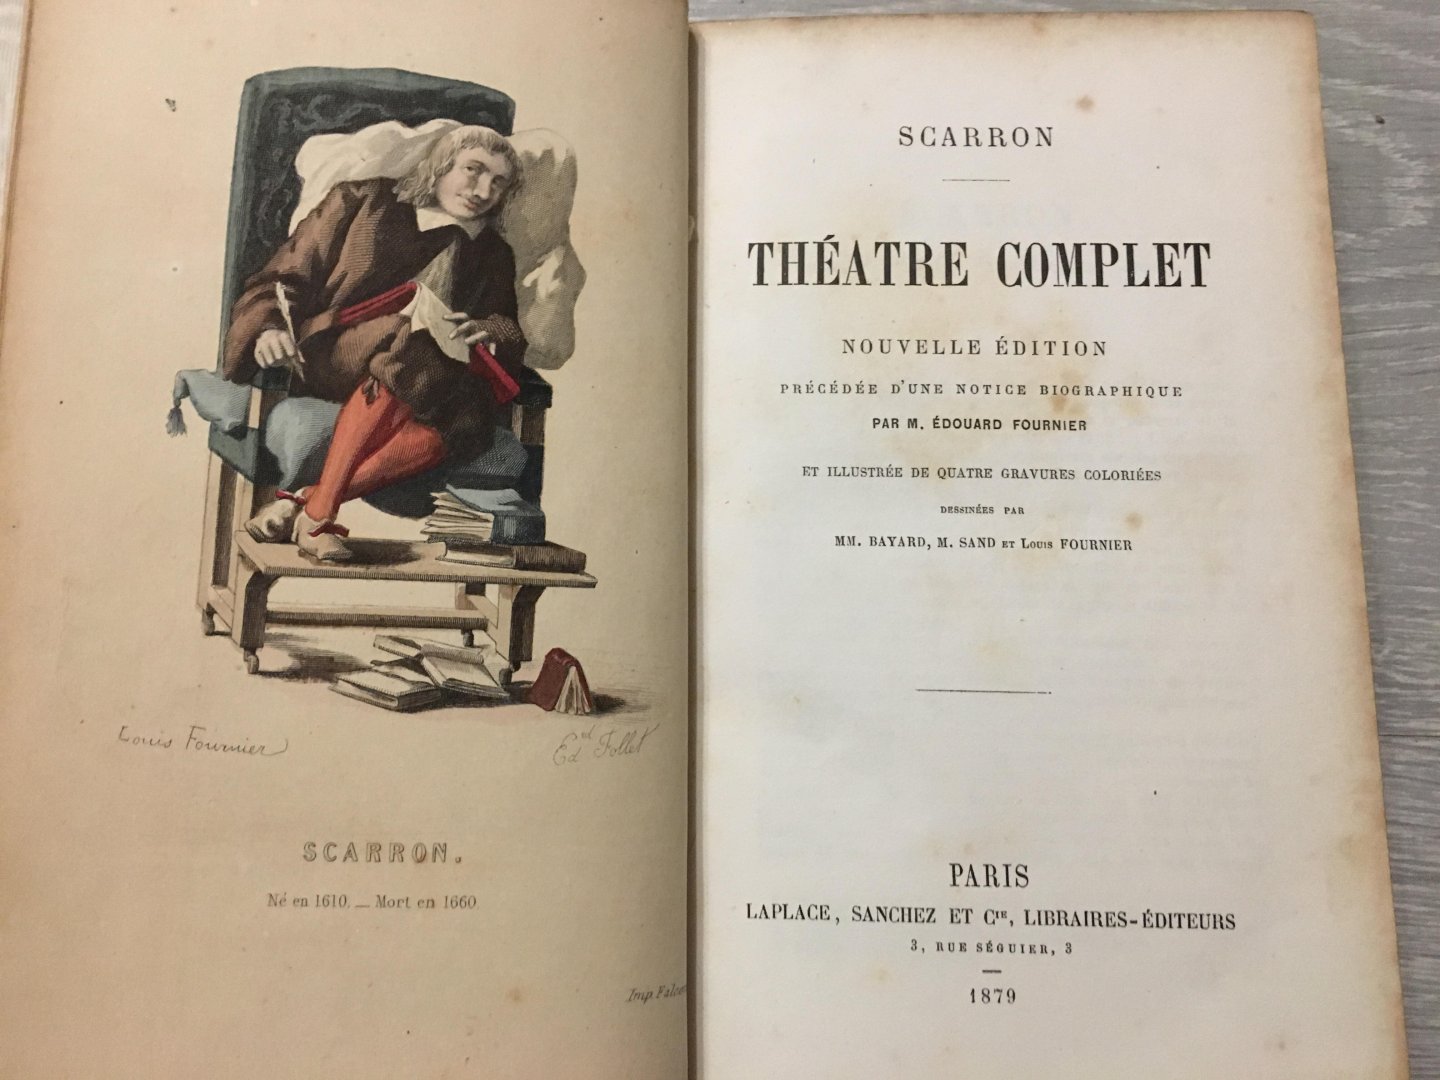 Louis Fournier
Ed Follet
SCARRON.
Né en 1610. — Mort en 1660
Imp.
SCARRON
THÉATRE COMPLET
NOUVELLE ÉDITION
PRÉCÉDÉE D'UNE NOTICE BIOGRAPHIQUE
PAR M. ÉDOUARD FOURNIER
ET ILLUSTRÉE DE QUATRE GRAVURES COLORIÉES
DESSINÉES PAR
MM. BAYARD, M. SAND ET Louis FOURNIER
PARIS
LAPLACE, SANCHEZ ET CIE, LIBRAIRES-ÉDITEURS
3, RUE SÉGUIER, 3
1879